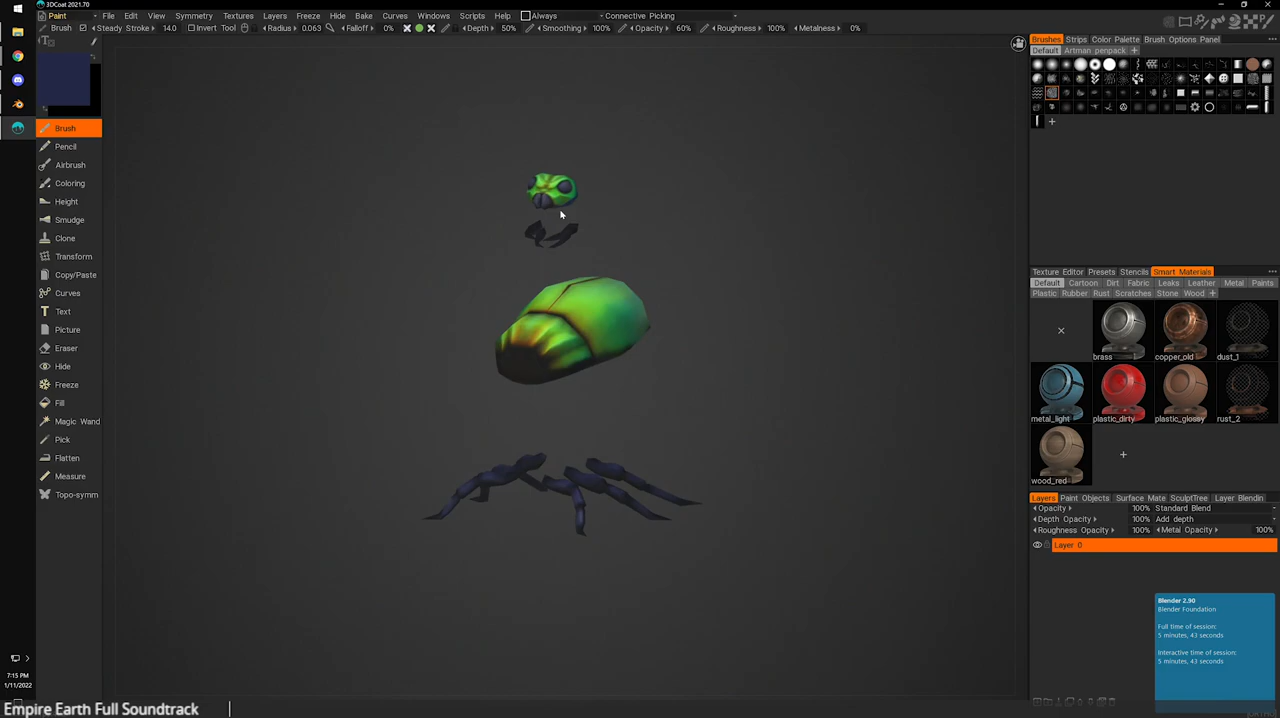 3DCoat 2021.70
Paint File Edit View Symmetry Textures Layers Freeze Bake Curves Windows Scripts Help Always Connective Picking
Brush Steady Stroke 14.0 Invert Tool Radius 0.063 Falloff 0% Depth 50% Smoothing 100% Opacity 60% Roughness 100% Metalness 0%
Brush
Pencil
Airbrush
Coloring
Height
Smudge
Clone
Transform
Copy/Paste
Curves
Text
Picture
Eraser
Hide
Freeze
Fill
Magic Wand
Pick
Flatten
Measure
Topo-symm
Brushes Strips Color Palette Brush Options Panel
Default Artman penpack
Texture Editor Presets Stencils Smart Materials
Default Cartoon Dirt Fabric Leaks Leather Metal Paints
Plastic Rubber Rust Scratches Stone Wood
brass copper_old dust_1
metal_light plastic_dirty plastic_glossy rust_2
wood_red
Layers Paint Objects Surface Mate SculptTree Layer Blendin
Opacity 100% Standard Blend
Depth Opacity 100% Add depth
Roughness Opacity 100% Metal Opacity 100%
Layer 0
Blender 2.90
Blender Foundation
Full time of session:
5 minutes, 43 seconds
Interactive time of session:
5 minutes, 43 seconds
7:15 PM
1/11/2022
Empire Earth Full Soundtrack